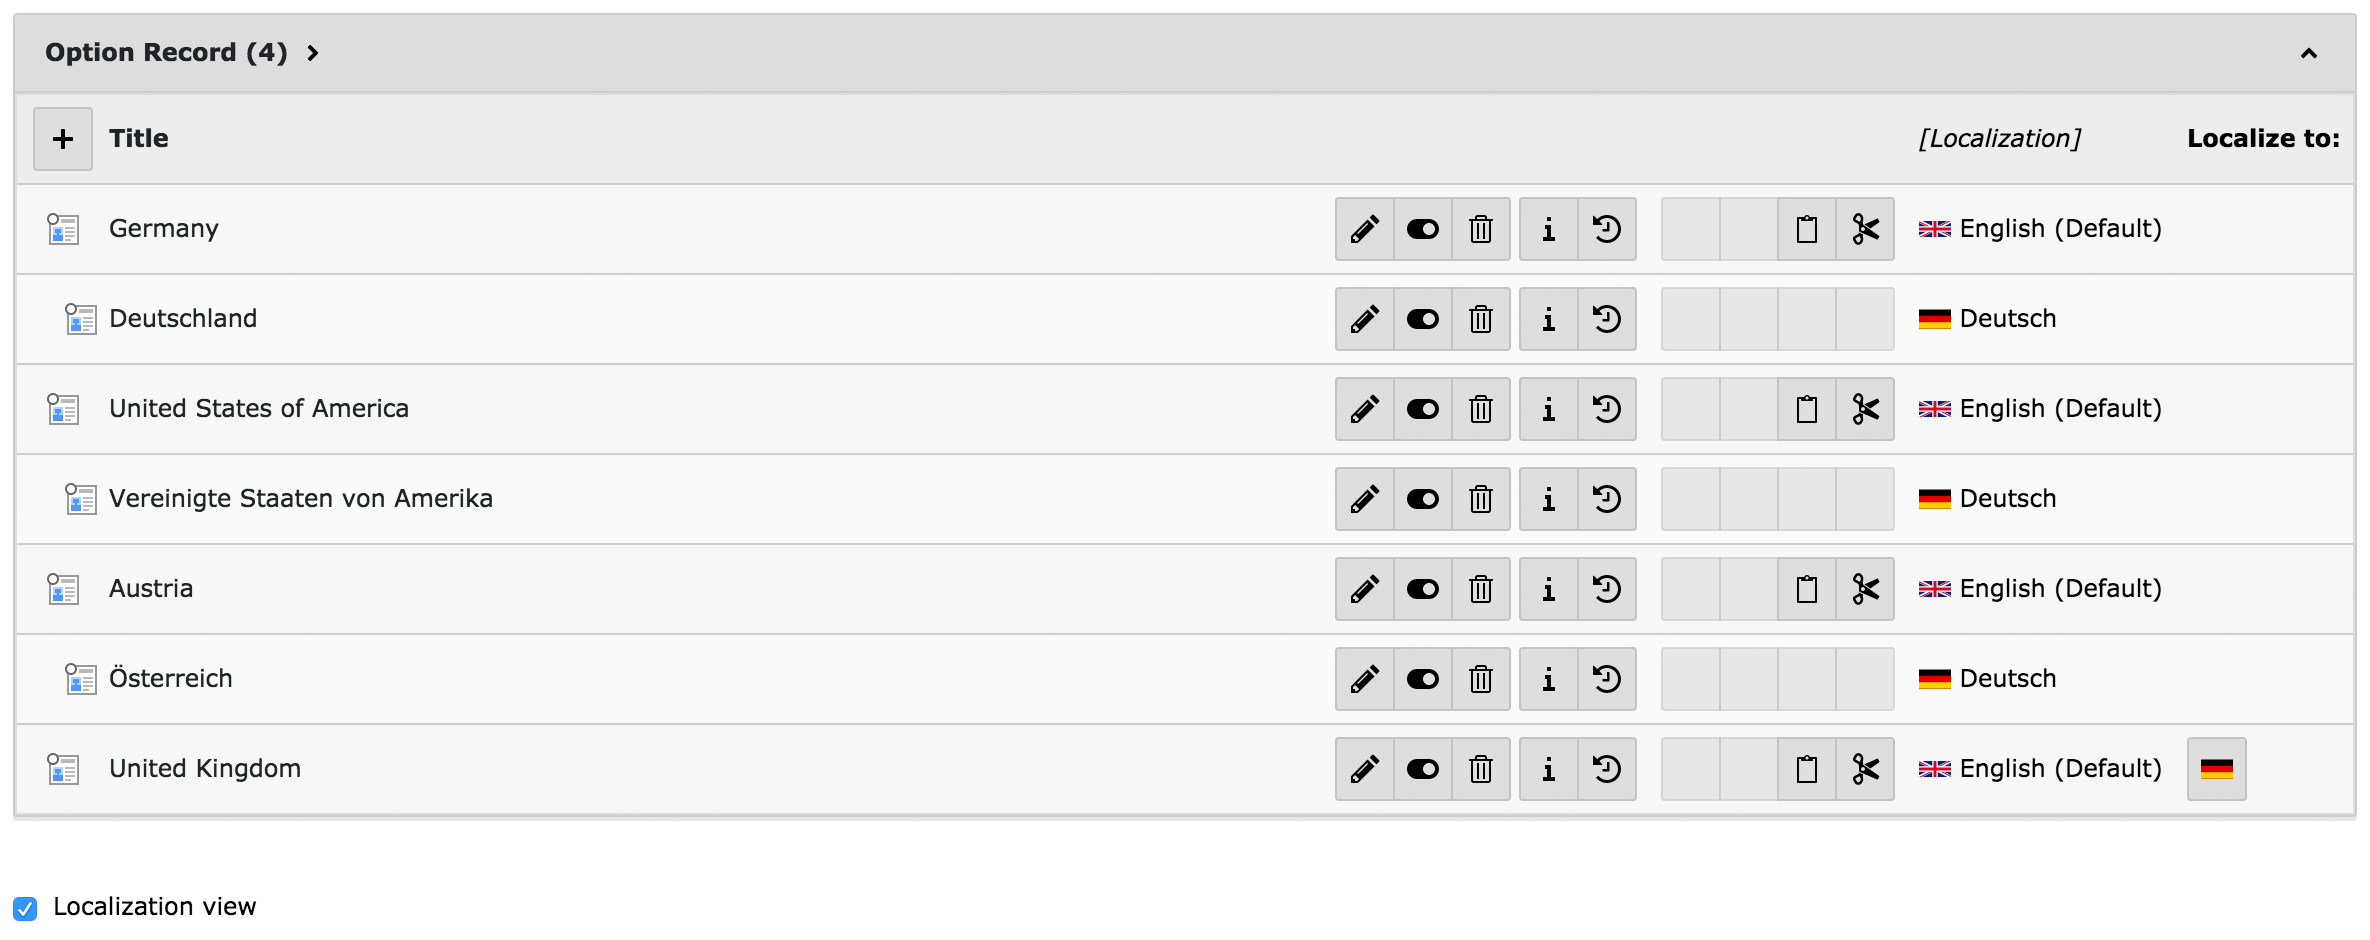 Option Record (4)
Title [Localization] Localize to:
Germany English (Default)
Deutschland Deutsch
United States of America English (Default)
Vereinigte Staaten von Amerika Deutsch
Austria English (Default)
Österreich Deutsch
United Kingdom English (Default)
Localization view